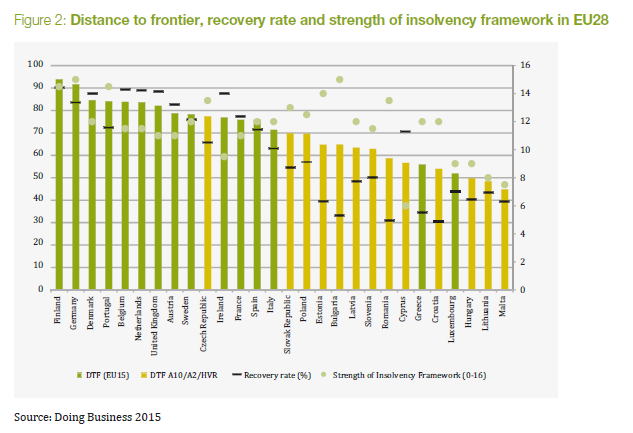 Figure 2: Distance to frontier, recovery rate and strength of insolvency framework in EU28
100
90
80
70
60
50
40
30
20
10
0
16
14
12
10
8
6
4
2
0
Finland
Germany
Denmark
Portugal
Belgium
Netherlands
United Kingdom
Austria
Sweden
Czech Republic
Ireland
France
Spain
Italy
Slovak Republic
Poland
Estonia
Bulgaria
Latvia
Slovenia
Romania
Cyprus
Greece
Croatia
Luxembourg
Hungary
Lithuania
Malta
DTF (EU15) DTF A10/A2/HVR Recovery rate (%) Strength of Insolvency Framework (0-16)
Source: Doing Business 2015